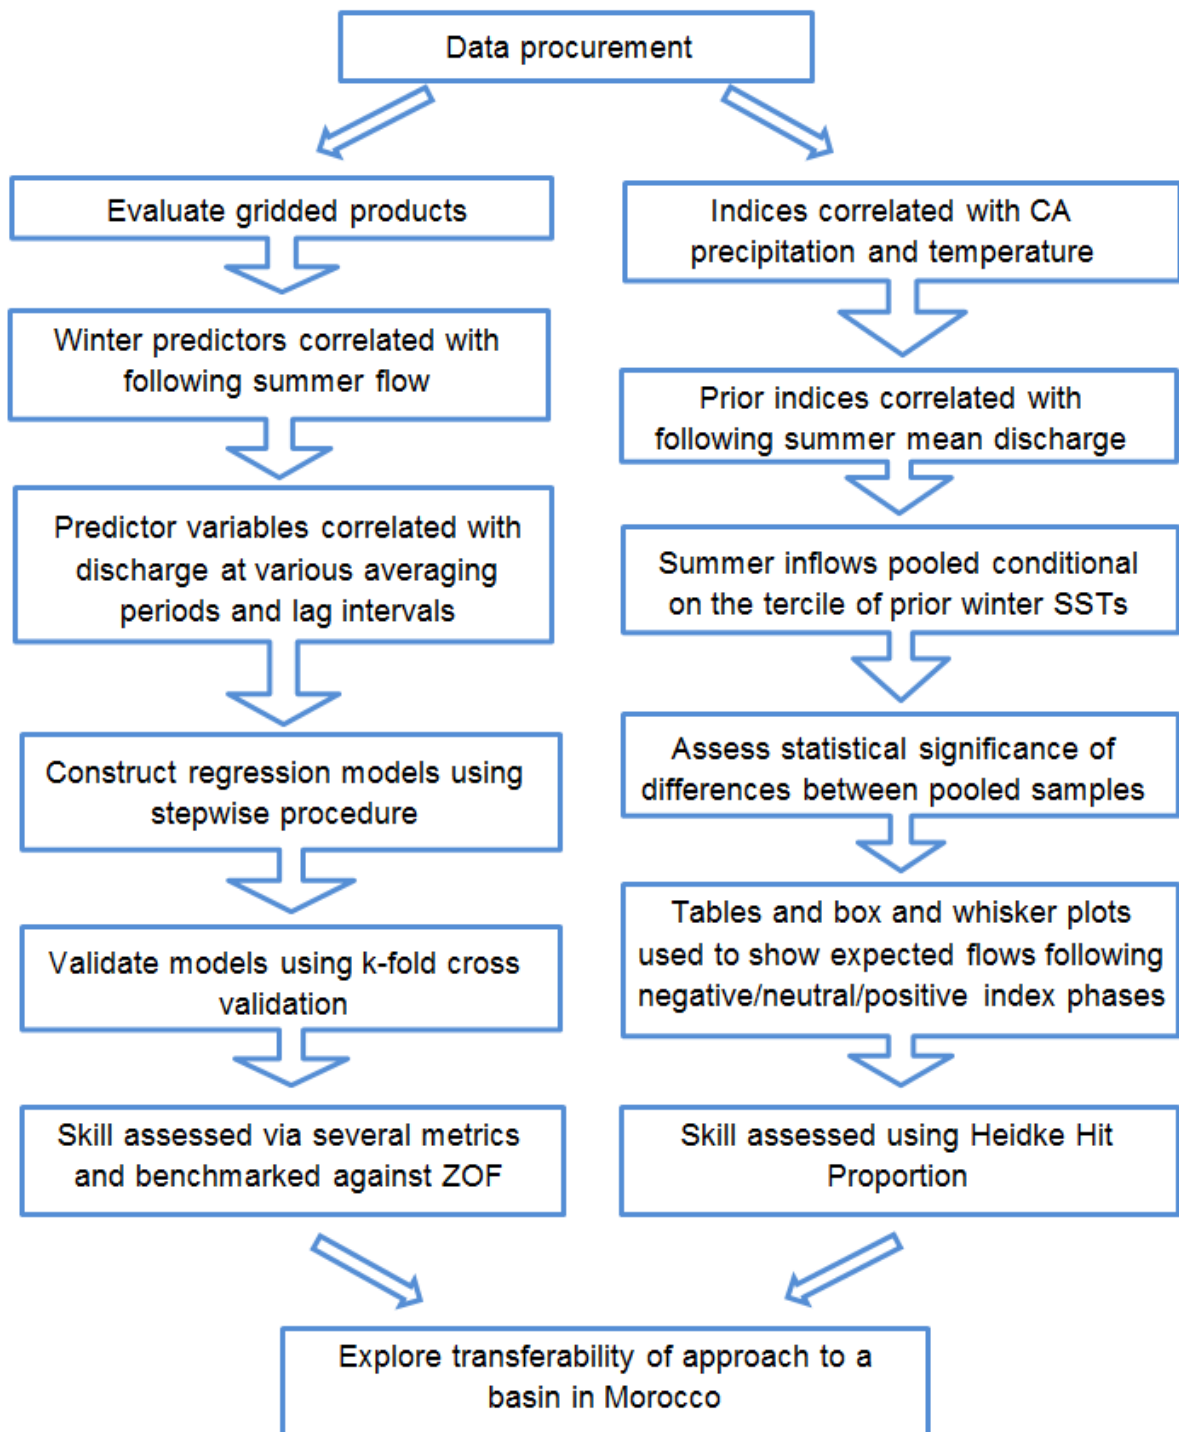 Data procurement
Evaluate gridded products
Winter predictors correlated with
following summer flow
Predictor variables correlated with
discharge at various averaging
periods and lag intervals
Construct regression models using
stepwise procedure
Validate models using k-fold cross
validation
Skill assessed via several metrics
and benchmarked against ZOF
Indices correlated with CA
precipitation and temperature
Prior indices correlated with
following summer mean discharge
Summer inflows pooled conditional
on the tercile of prior winter SSTs
Assess statistical significance of
differences between pooled samples
Tables and box and whisker plots
used to show expected flows following
negative/neutral/positive index phases
Skill assessed using Heidke Hit
Proportion
Explore transferability of approach to a
basin in Morocco